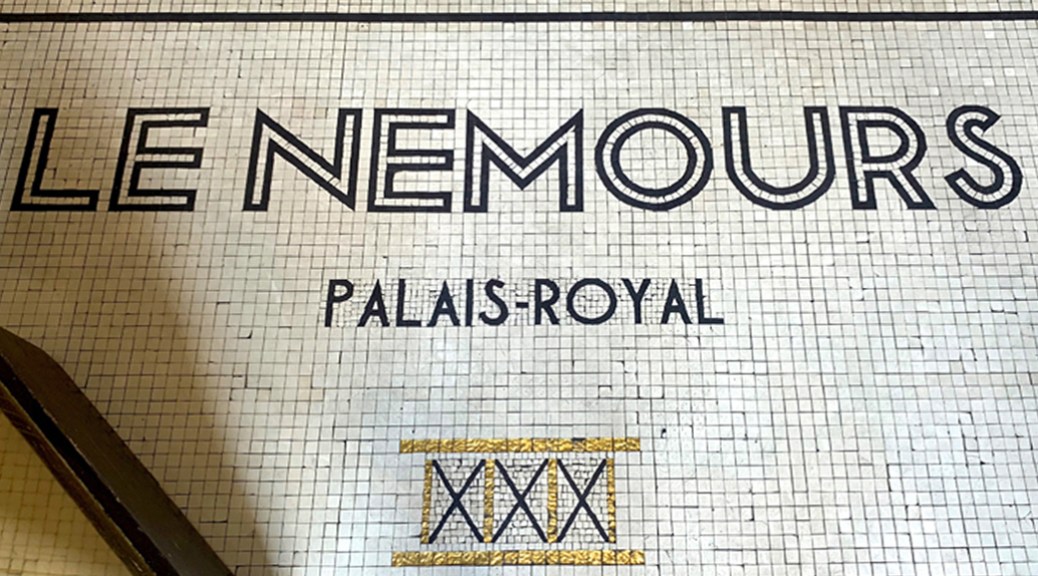 LE NEMOURS
PALAIS-ROYAL
XXX